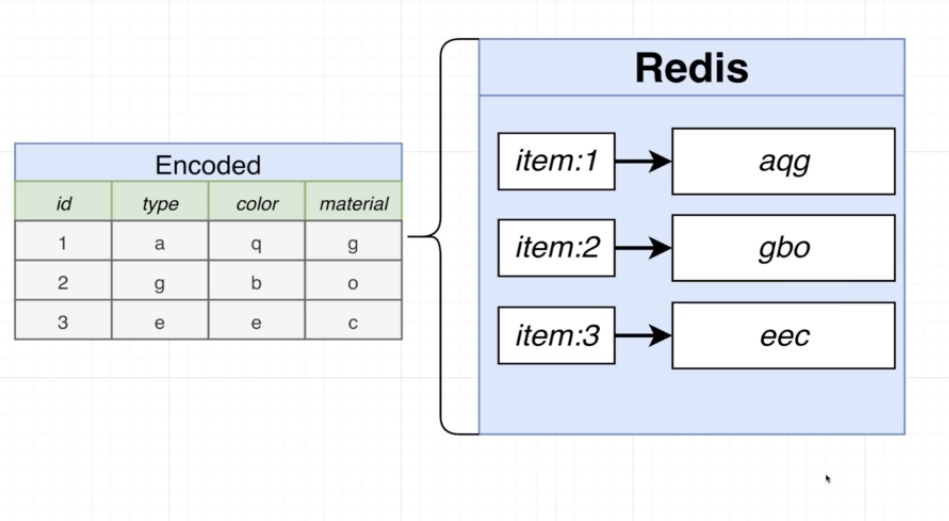 Encoded
id type color material
1 a q g
2 g b o
3 e e c
Redis
item:1 aqg
item:2 gbo
item:3 eec